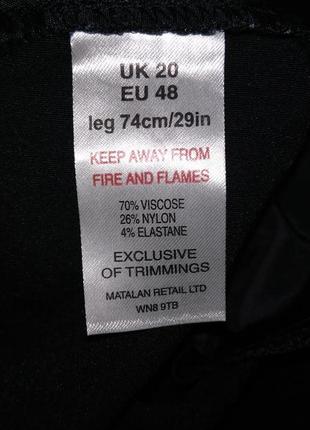 UK 20
EU 48
leg 74cm/29in
KEEP AWAY FROM
FIRE AND FLAMES
70% VISCOSE
26% NYLON
4% ELASTANE
EXCLUSIVE
OF TRIMMINGS
MATALAN RETAIL LTD
WN8 9TB